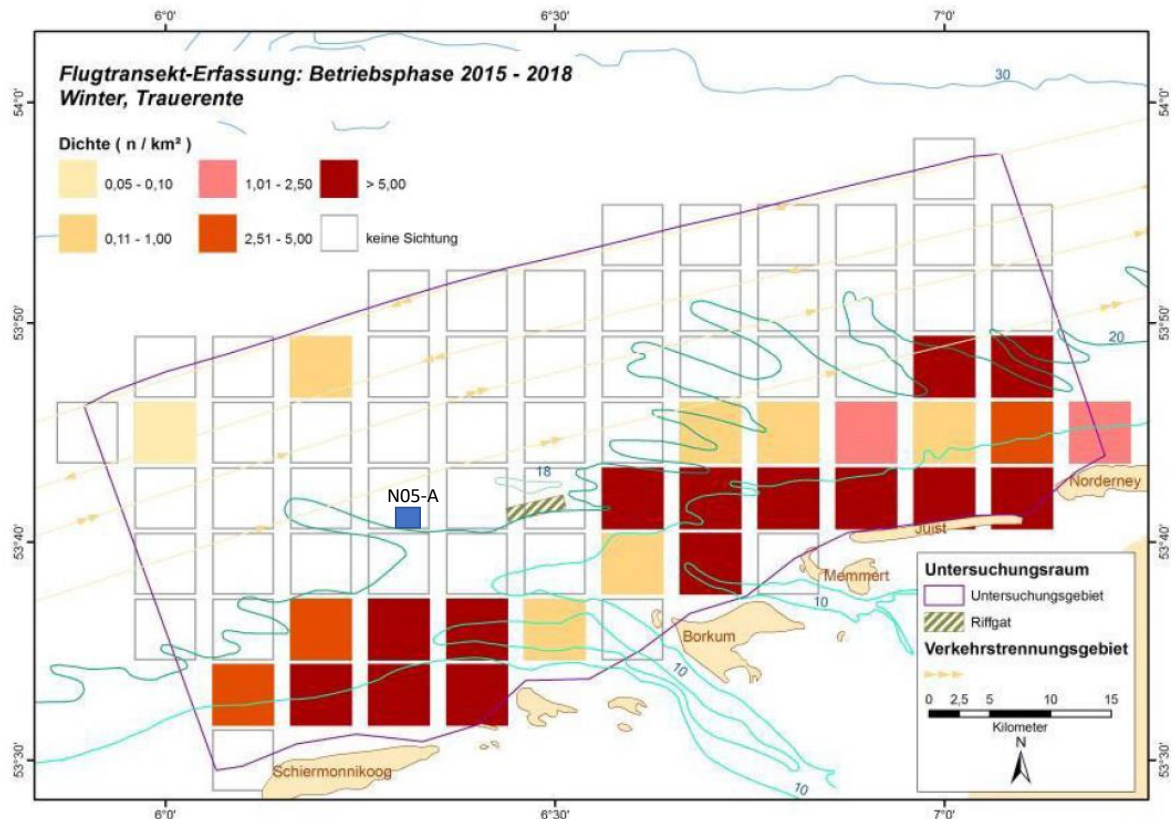 6°0'
6°30'
7°0'
Flugtransekt-Erfassung: Betriebsphase 2015 - 2018
Winter, Trauerente
Dichte ( n / km² )
0,05 - 0,10
1,01 - 2,50
> 5,00
0,11 - 1,00
2,51 - 5,00
keine Sichtung
30
54°0'
54°0'
53°50'
53°50'
20
18
N05-A
Norderney
53°40'
53°40'
Juist
Memmert
10
Borkum
10
Untersuchungsraum
Untersuchungsgebiet
Riffgat
Verkehrstrennungsgebiet
0 2,5 5 10 15
Kilometer
N
53°30'
53°30'
Schiermonnikoog
10
6°0'
6°30'
7°0'